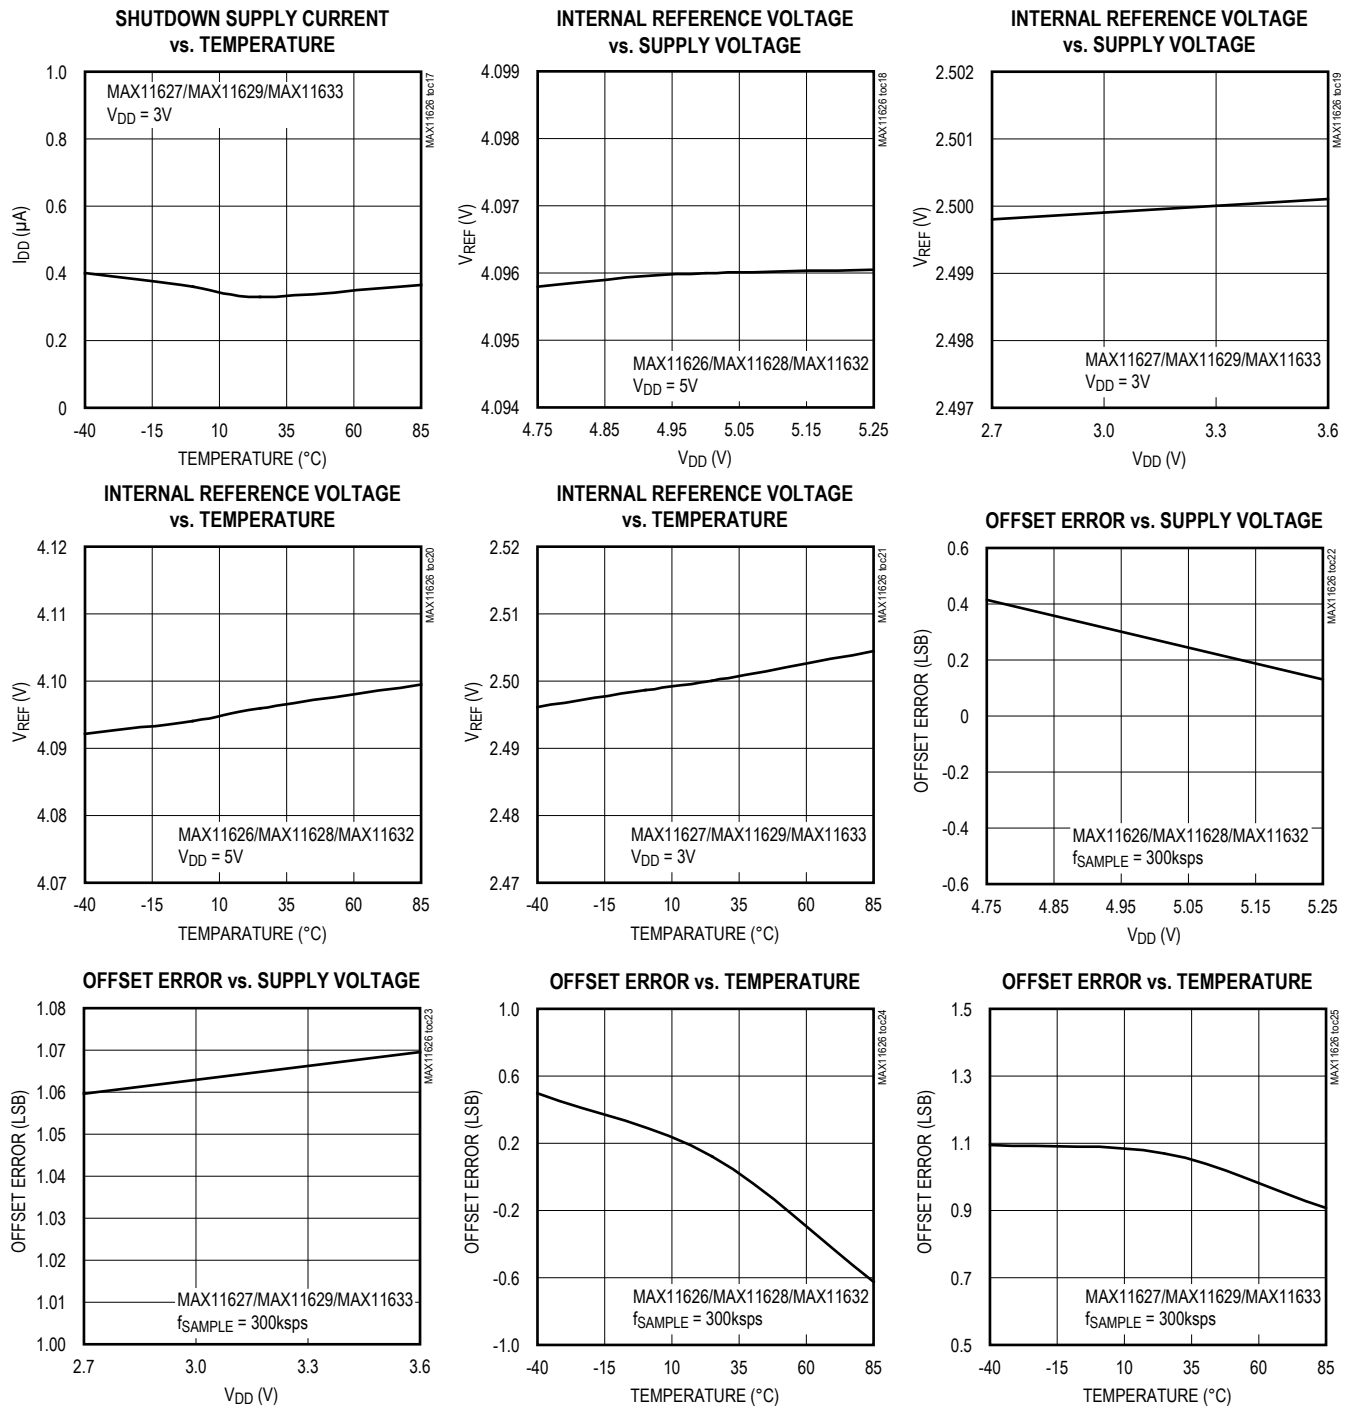 SHUTDOWN SUPPLY CURRENT
vs. TEMPERATURE
1.0
0.8
0.6
0.4
0.2
0
IDD (µA)
MAX11627/MAX11629/MAX11633
VDD = 3V
MAX11626 toc17
-40 -15 10 35 60 85
TEMPERATURE (°C)
INTERNAL REFERENCE VOLTAGE
vs. SUPPLY VOLTAGE
4.099
4.098
4.097
4.096
4.095
4.094
VREF (V)
MAX11626 toc18
MAX11626/MAX11628/MAX11632
VDD = 5V
4.75 4.85 4.95 5.05 5.15 5.25
VDD (V)
INTERNAL REFERENCE VOLTAGE
vs. SUPPLY VOLTAGE
2.502
2.501
2.500
2.499
2.498
2.497
VREF (V)
MAX11626 toc19
MAX11627/MAX11629/MAX11633
VDD = 3V
2.7 3.0 3.3 3.6
VDD (V)
INTERNAL REFERENCE VOLTAGE
vs. TEMPERATURE
4.12
4.11
4.10
4.09
4.08
4.07
VREF (V)
MAX11626 toc20
MAX11626/MAX11628/MAX11632
VDD = 5V
-40 -15 10 35 60 85
TEMPARATURE (°C)
INTERNAL REFERENCE VOLTAGE
vs. TEMPERATURE
2.52
2.51
2.50
2.49
2.48
2.47
VREF (V)
MAX11626 toc21
MAX11627/MAX11629/MAX11633
VDD = 3V
-40 -15 10 35 60 85
TEMPARATURE (°C)
OFFSET ERROR vs. SUPPLY VOLTAGE
0.6
0.4
0.2
0
-0.2
-0.4
-0.6
OFFSET ERROR (LSB)
MAX11626 toc22
MAX11626/MAX11628/MAX11632
fSAMPLE = 300ksps
4.75 4.85 4.95 5.05 5.15 5.25
VDD (V)
OFFSET ERROR vs. SUPPLY VOLTAGE
1.08
1.07
1.06
1.05
1.04
1.03
1.02
1.01
1.00
OFFSET ERROR (LSB)
MAX11626 toc23
MAX11627/MAX11629/MAX11633
fSAMPLE = 300ksps
2.7 3.0 3.3 3.6
VDD (V)
OFFSET ERROR vs. TEMPERATURE
1.0
0.6
0.2
-0.2
-0.6
-1.0
OFFSET ERROR (LSB)
MAX11626 toc24
MAX11626/MAX11628/MAX11632
fSAMPLE = 300ksps
-40 -15 10 35 60 85
TEMPERATURE (°C)
OFFSET ERROR vs. TEMPERATURE
1.5
1.3
1.1
0.9
0.7
0.5
OFFSET ERROR (LSB)
MAX11626 toc25
MAX11627/MAX11629/MAX11633
fSAMPLE = 300ksps
-40 -15 10 35 60 85
TEMPERATURE (°C)